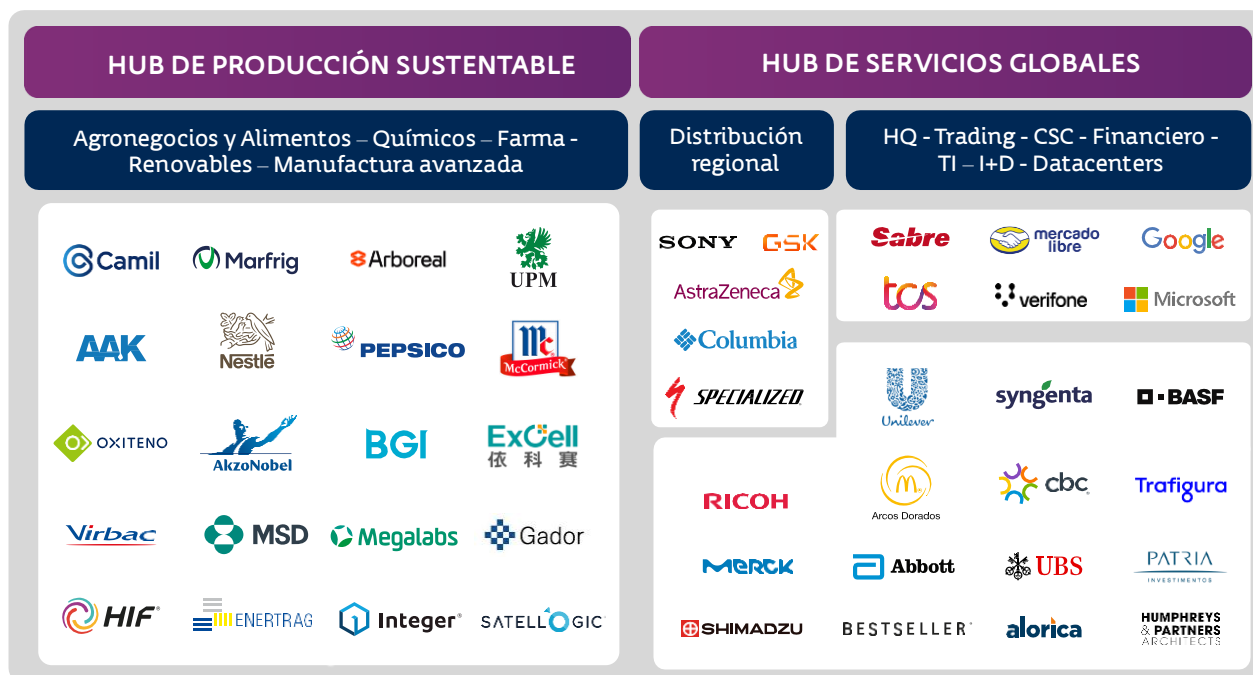 HUB DE PRODUCCIÓN SUSTENTABLE
HUB DE SERVICIOS GLOBALES
Agronegocios y Alimentos – Químicos – Farma -
Renovables – Manufactura avanzada
Distribución
regional
HQ - Trading - CSC - Financiero -
TI – I+D - Datacenters
Camil
Marfrig
Arboreal
UPM
AAK
Nestlé
PEPSICO
Mc
McCormick
OXITENO
AkzoNobel
BGI
ExCell
依科赛
Virbac
MSD
Megalabs
Gador
HIF
ENERTRAG
Integer
SATELLOGIC
SONY
GSK
AstraZeneca
Columbia
SPECIALIZED
Sabre
mercado
libre
Google
tcs
verifone
Microsoft
Unilever
syngenta
BASF
RICOH
Arcos Dorados
cbc
Trafigura
MERCK
Abbott
UBS
PATRIA
INVESTIMENTOS
SHIMADZU
BESTSELLER
alorica
HUMPHREYS
& PARTNERS
ARCHITECTS